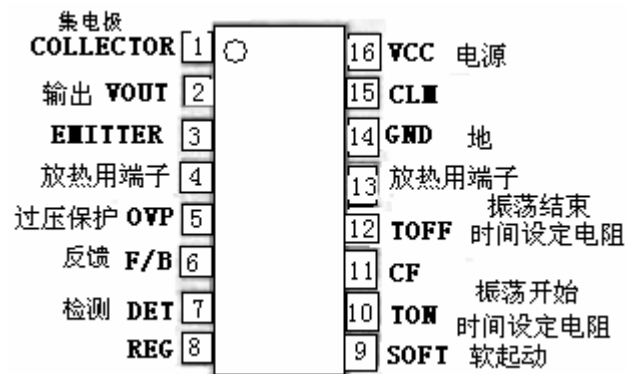 集电极
COLLECTOR 1
输出 VOUT 2
EMITTER 3
放热用端子 4
过压保护 OVP 5
反馈 F/B 6
检测 DET 7
REG 8
16 VCC 电源
15 CLM
14 GND 地
13 放热用端子
振荡结束
12 TOFF 时间设定电阻
11 CF
振荡开始
10 TON 时间设定电阻
9 SOFT 软起动